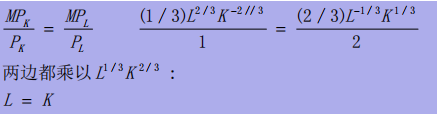 MP_K / P_K = MP_L / P_L    (1/3)L^{2/3}K^{-2//3} / 1 = (2/3)L^{-1/3}K^{1/3} / 2
两边都乘以 L^{1/3}K^{2/3} :
L = K